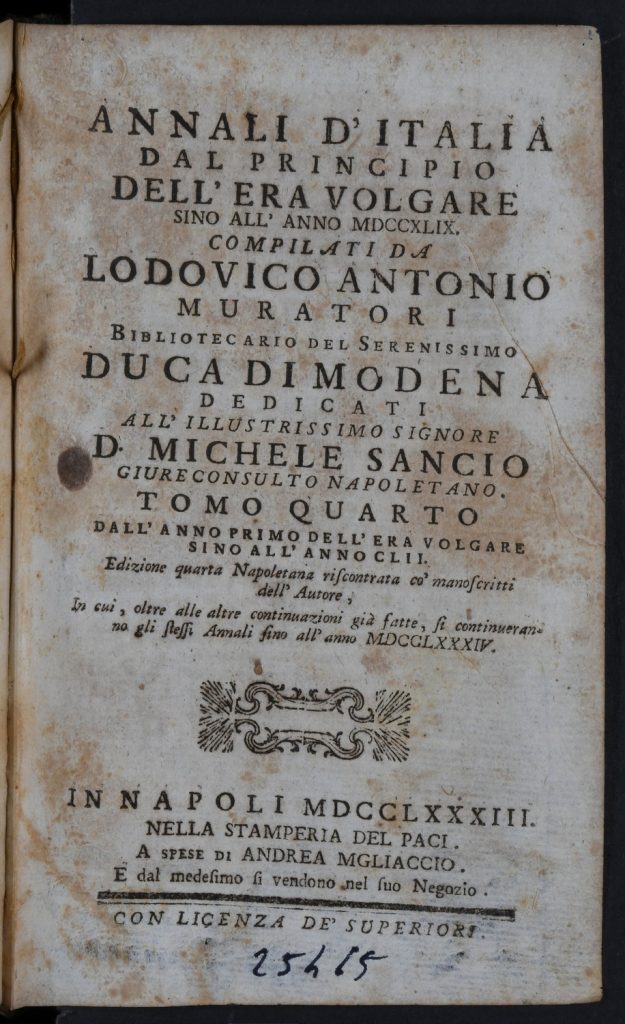 ANNALI D'ITALIA
DAL PRINCIPIO
DELL' ERA VOLGARE
SINO ALL' ANNO MDCCXLIX.
COMPILATI DA
LODOVICO ANTONIO
MURATORI
BIBLIOTECARIO DEL SERENISSIMO
DUCA DI MODENA
DEDICATI
ALL' ILLUSTRISSIMO SIGNORE
D. MICHELE SANCIO
GIURECONSULTO NAPOLETANO.
TOMO QUARTO
DALL' ANNO PRIMO DELL' ERA VOLGARE
SINO ALL' ANNO CLII.
Edizione quarta Napoletana riſcontrata co' manoſcritti
dell' Autore,
In cui, oltre alle altre continuazioni già fatte, ſi continueran-
no gli ſteſſi Annali ſino all' anno MDCCLXXXIV.
IN NAPOLI MDCCLXXXIII.
NELLA STAMPERIA DEL PACI.
A SPESE DI ANDREA MGLIACCIO.
E dal medeſimo ſi vendono nel ſuo Negozio.
CON LICENZA DE' SUPERIORI.
25415